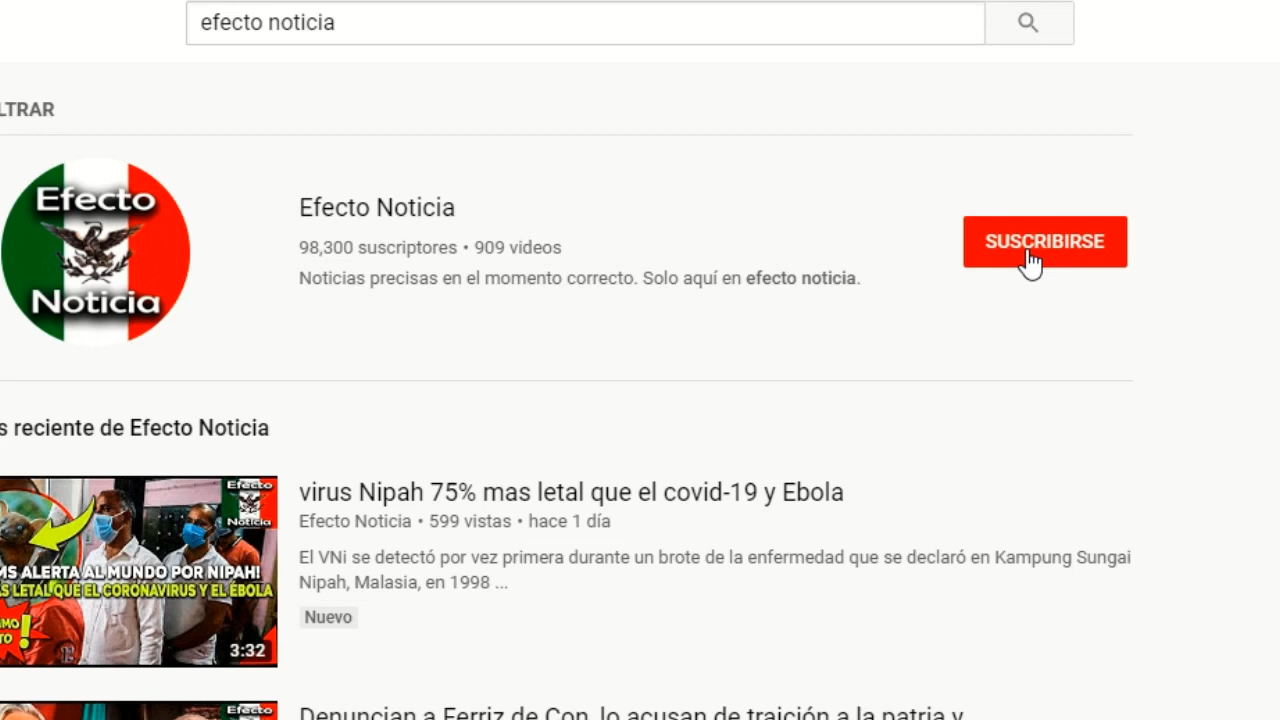 efecto noticia
LTRAR
Efecto
Noticia
Efecto Noticia
98,300 suscriptores • 909 videos
Noticias precisas en el momento correcto. Solo aquí en efecto noticia.
SUSCRIBIRSE
s reciente de Efecto Noticia
Efecto
Noticia
MS ALERTA AL MUNDO POR NIPAH!
ÁS LETAL QUE EL CORONAVIRUS Y EL ÉBOLA
IMO
TO !
3:32
virus Nipah 75% mas letal que el covid-19 y Ebola
Efecto Noticia • 599 vistas • hace 1 día
El VNi se detectó por vez primera durante un brote de la enfermedad que se declaró en Kampung Sungai
Nipah, Malasia, en 1998 ...
Nuevo
Efecto
Denuncian a Ferriz de Con, lo acusan de traición a la patria y